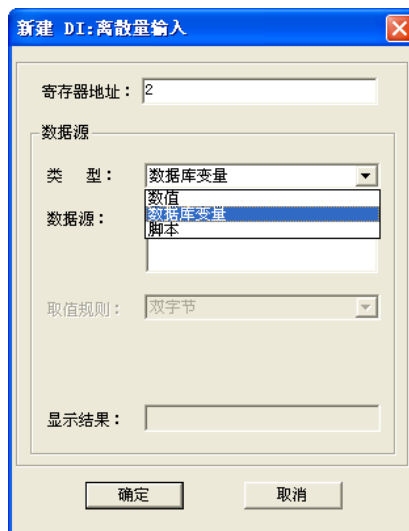 新建 DI:离散量输入
寄存器地址： 2
数据源
类 型： 数据库变量
数值
数据库变量
数据源：
脚本
取值规则： 双字节
显示结果：
确定 取消